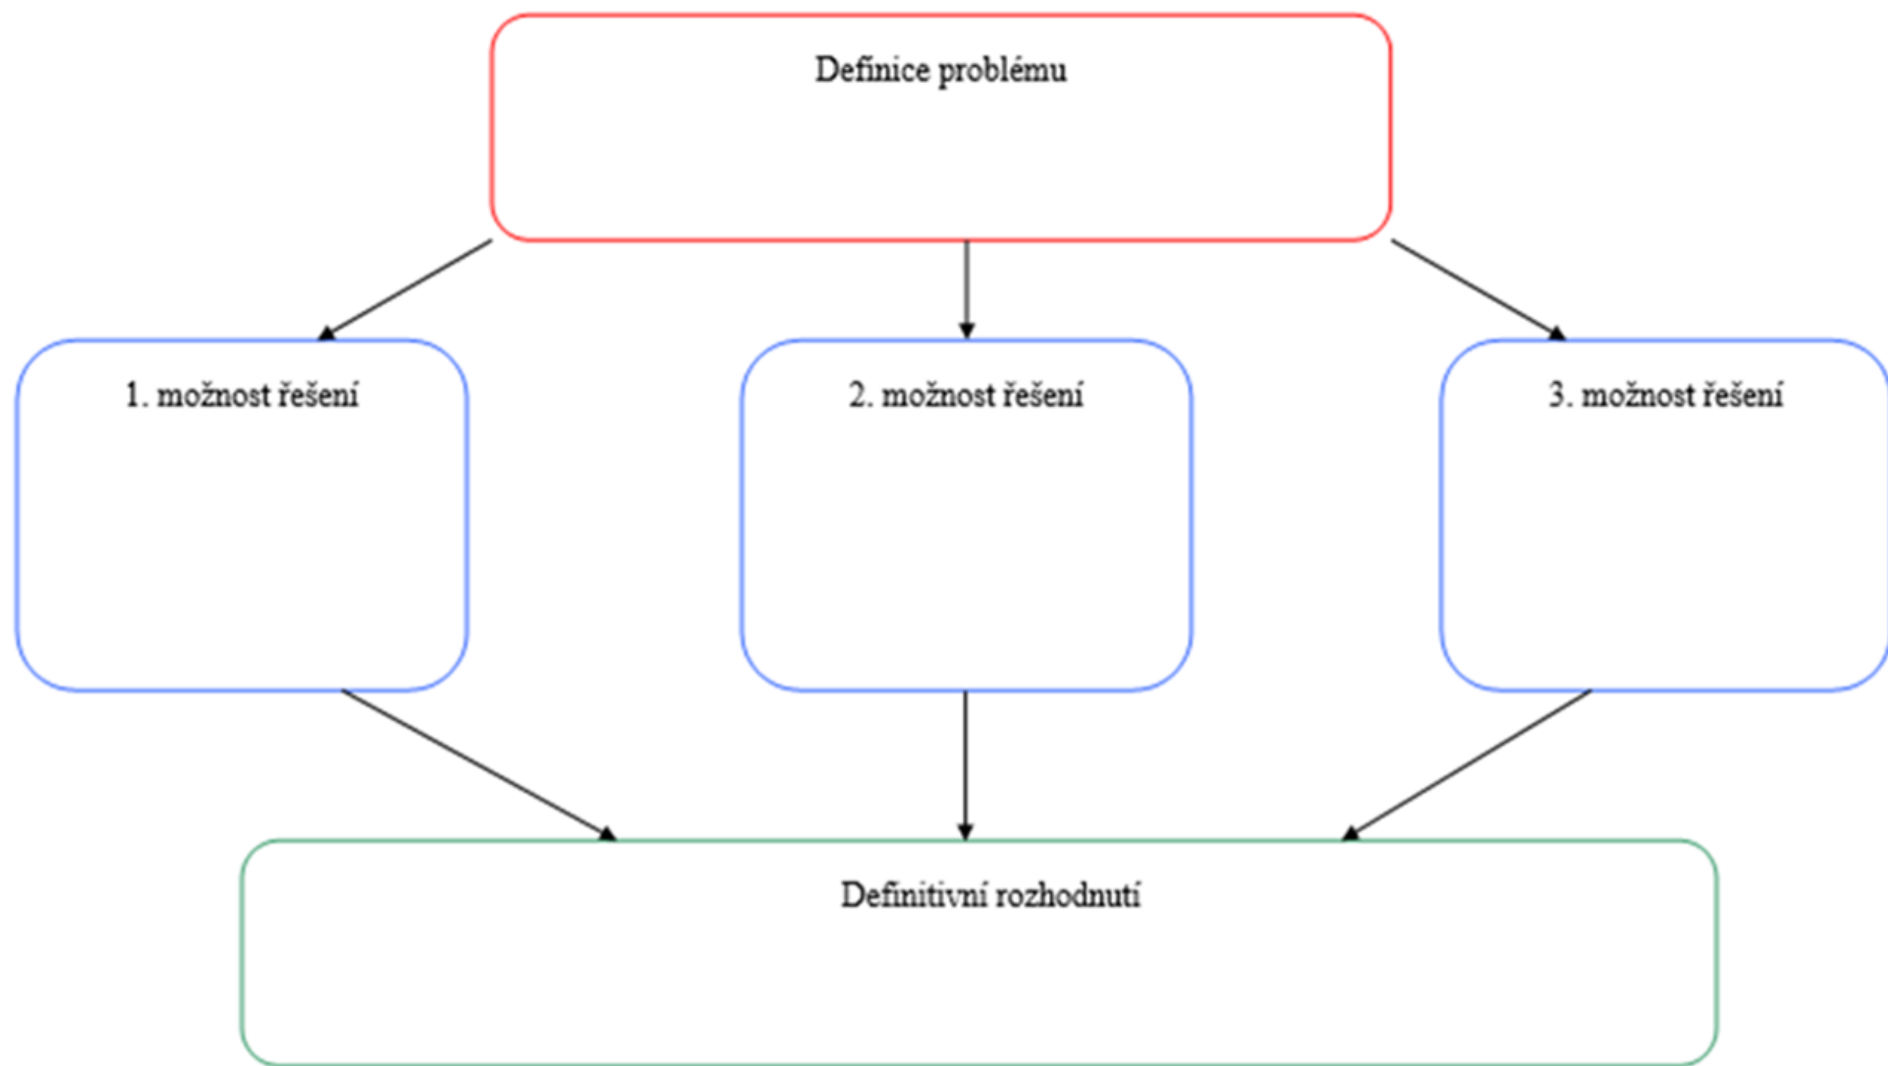 Definice problému
1. možnost řešení
2. možnost řešení
3. možnost řešení
Definitivní rozhodnutí